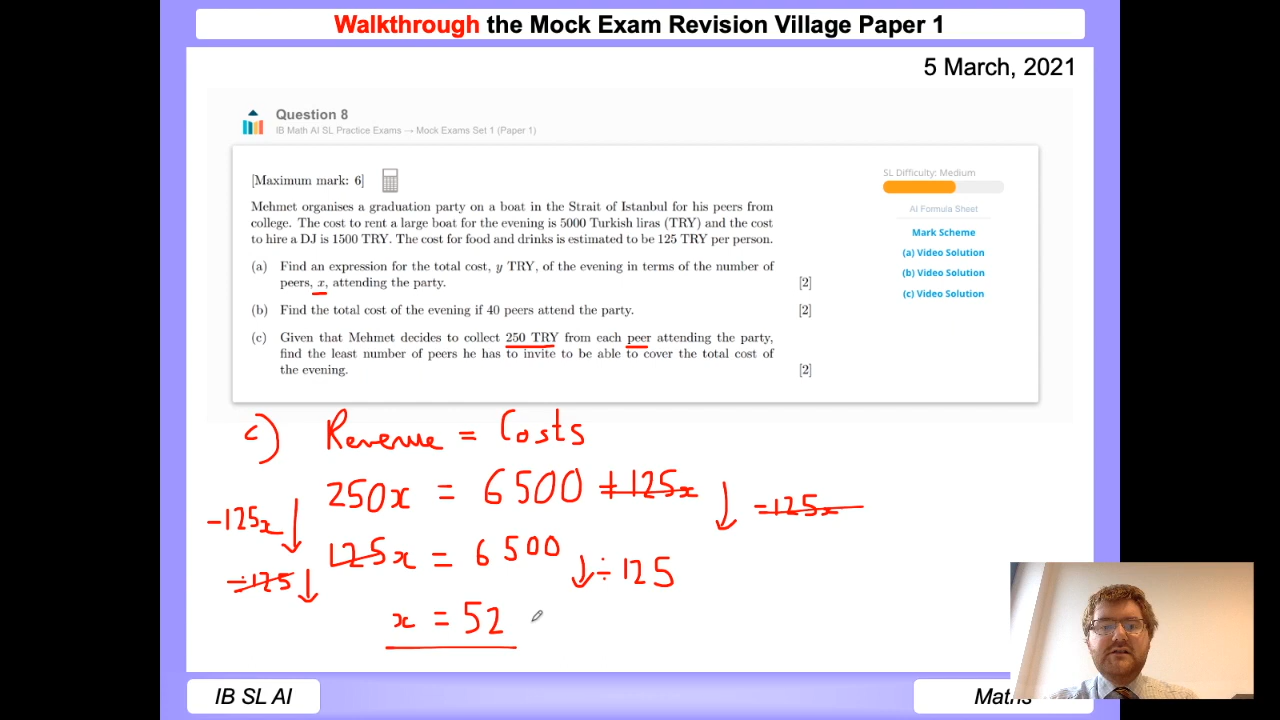 Walkthrough the Mock Exam Revision Village Paper 1
5 March, 2021
Question 8
IB Math AI SL Practice Exams → Mock Exams Set 1 (Paper 1)
[Maximum mark: 6]
SL Difficulty: Medium
AI Formula Sheet
Mark Scheme
(a) Video Solution
(b) Video Solution
(c) Video Solution
Mehmet organises a graduation party on a boat in the Strait of Istanbul for his peers from
college. The cost to rent a large boat for the evening is 5000 Turkish liras (TRY) and the cost
to hire a DJ is 1500 TRY. The cost for food and drinks is estimated to be 125 TRY per person.
(a) Find an expression for the total cost, y TRY, of the evening in terms of the number of
peers, x, attending the party. [2]
(b) Find the total cost of the evening if 40 peers attend the party. [2]
(c) Given that Mehmet decides to collect 250 TRY from each peer attending the party,
find the least number of peers he has to invite to be able to cover the total cost of
the evening. [2]
c) Revenue = Costs
250x = 6500 + 125x ↓ -125x
-125x ↓
125x = 6500 ↓ ÷125
÷125 ↓
x = 52
IB SL AI
Maths